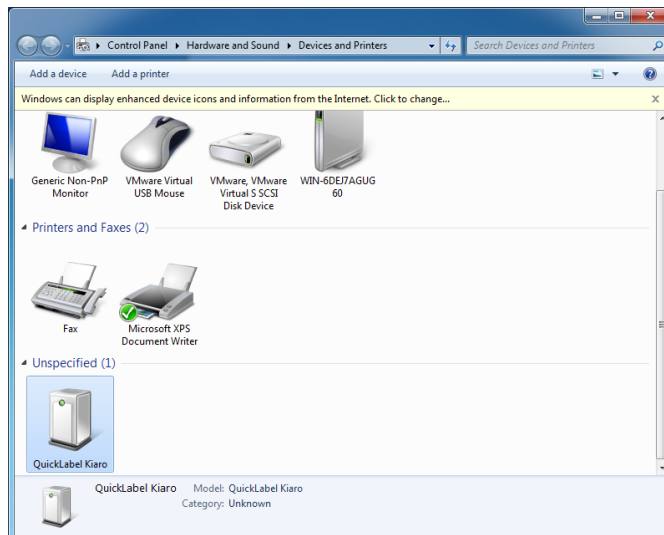 Control Panel ▸ Hardware and Sound ▸ Devices and Printers
Search Devices and Printers
Add a device Add a printer
Windows can display enhanced device icons and information from the Internet. Click to change...
Generic Non-PnP
Monitor
VMware Virtual
USB Mouse
VMware, VMware
Virtual S SCSI
Disk Device
WIN-6DEJ7AGUG
60
Printers and Faxes (2)
Fax
Microsoft XPS
Document Writer
Unspecified (1)
QuickLabel Kiaro
QuickLabel Kiaro Model: QuickLabel Kiaro
Category: Unknown